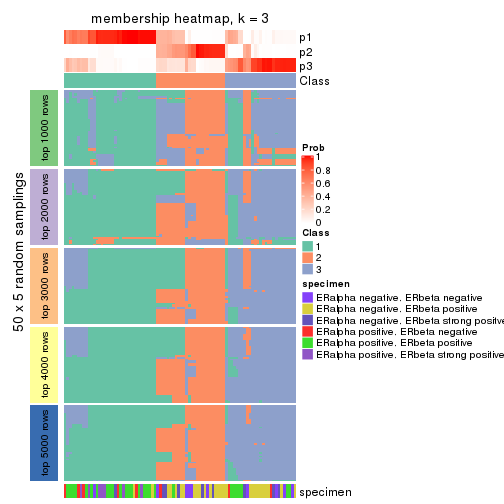 membership heatmap, k = 3
p1
p2
p3
Class
50 x 5 random samplings
top 1000 rows
top 2000 rows
top 3000 rows
top 4000 rows
top 5000 rows
Prob
1
0.8
0.6
0.4
0.2
0
Class
1
2
3
specimen
ERalpha negative. ERbeta negative
ERalpha negative. ERbeta positive
ERalpha negative. ERbeta strong positive
ERalpha positive. ERbeta negative
ERalpha positive. ERbeta positive
ERalpha positive. ERbeta strong positive
specimen